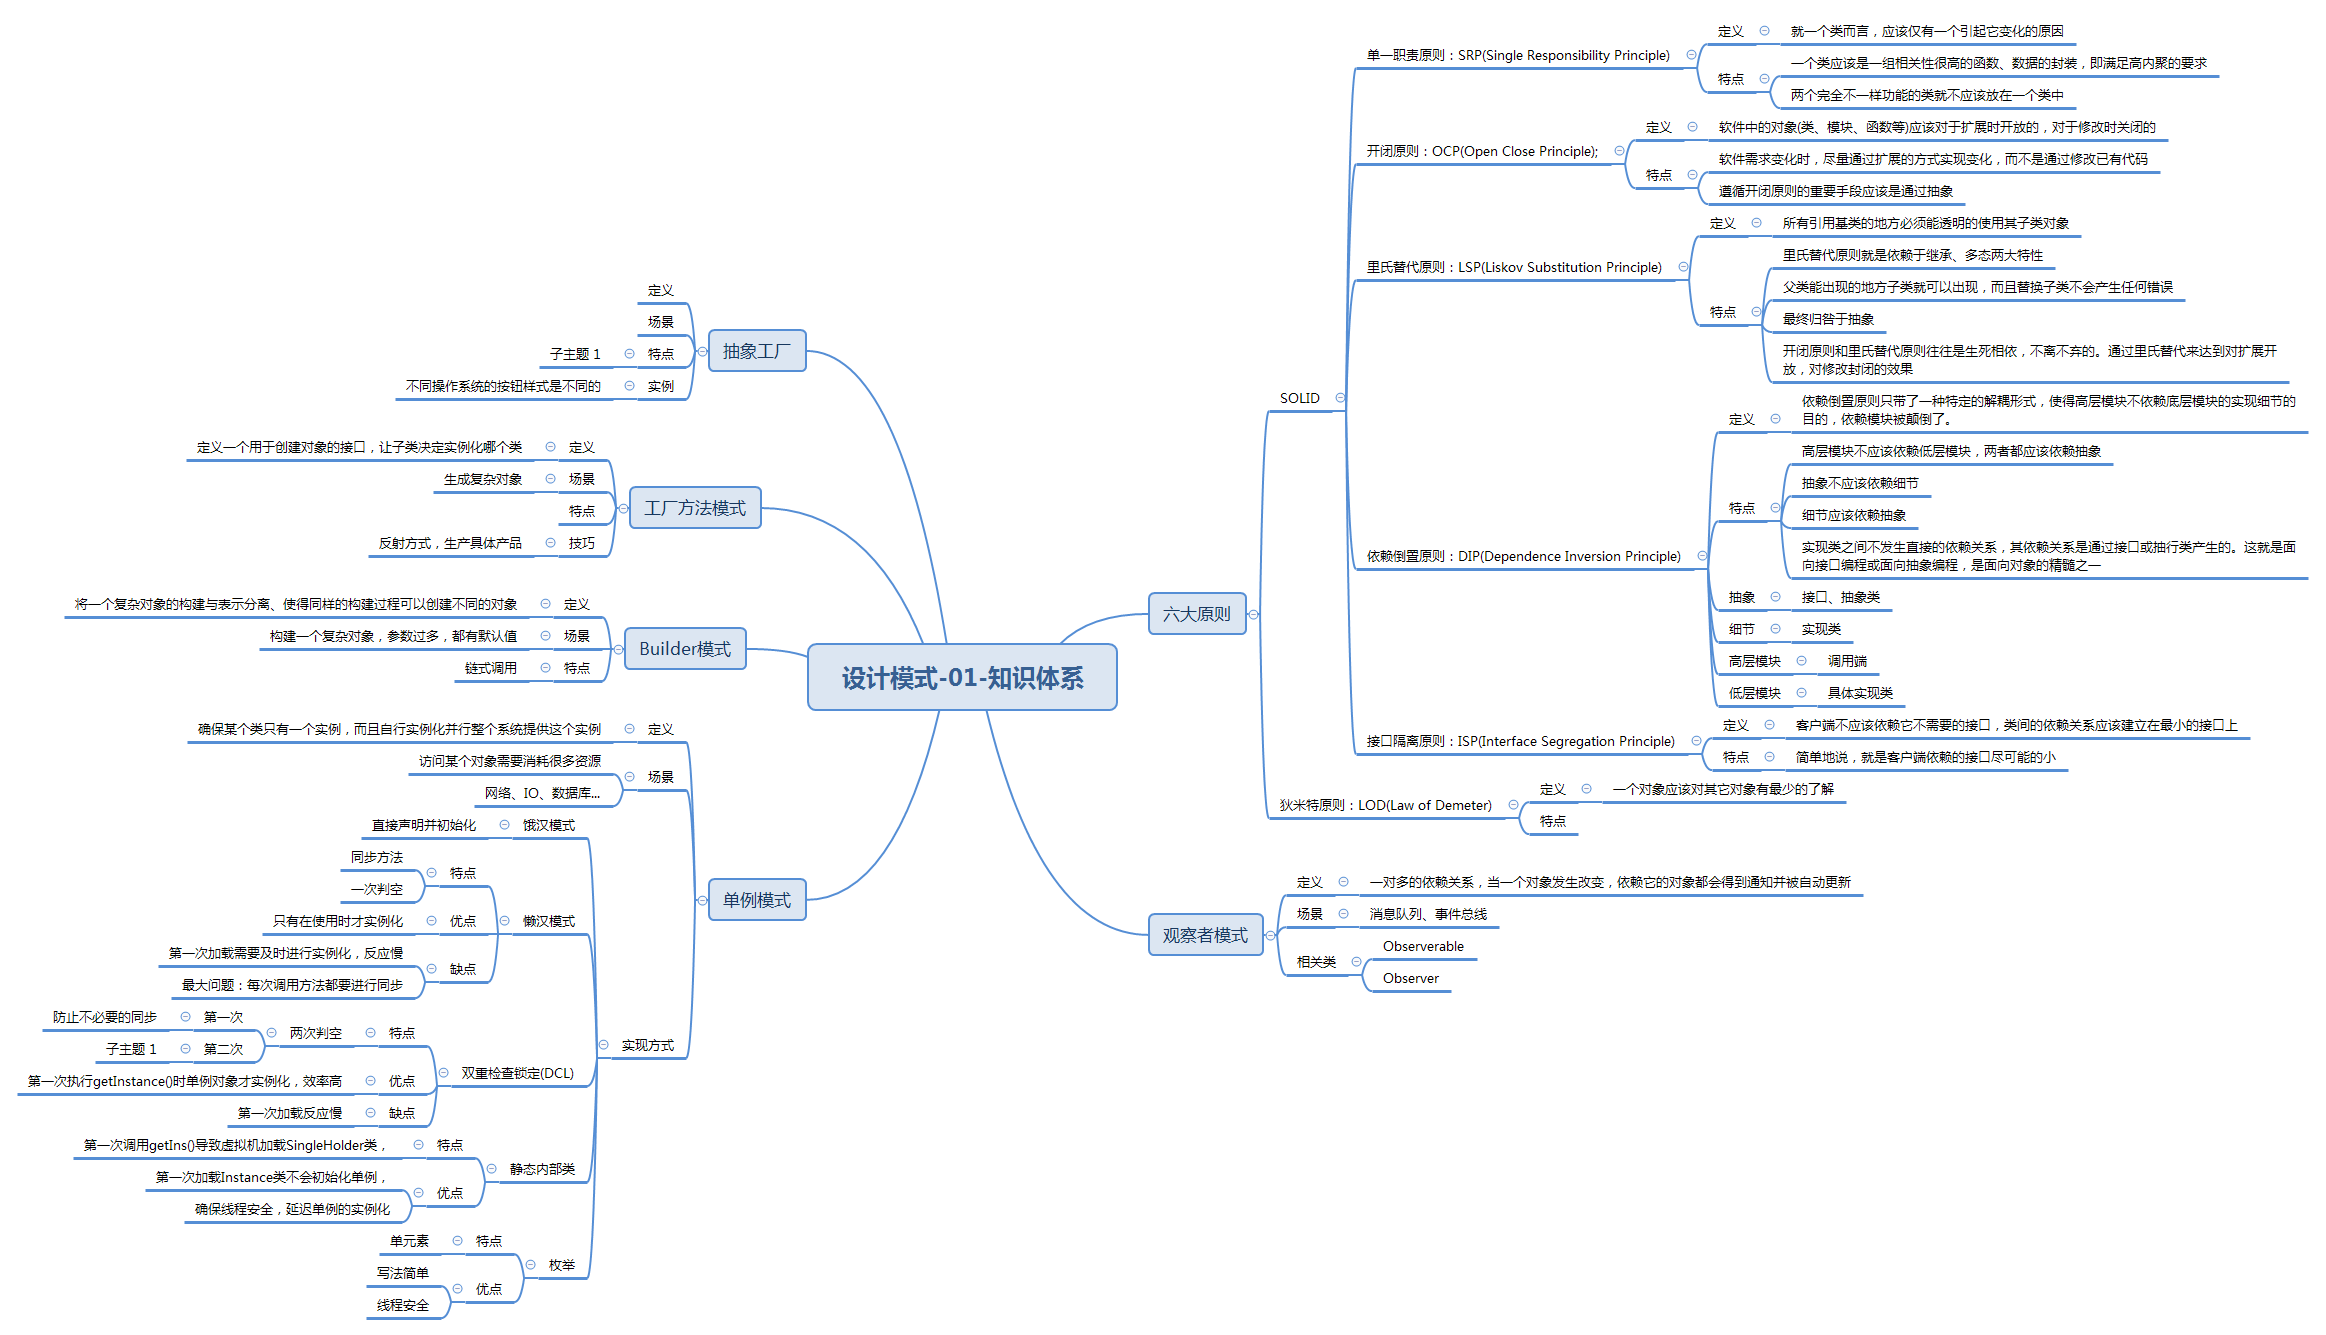 设计模式-01-知识体系
六大原则
SOLID
单一职责原则：SRP(Single Responsibility Principle)
定义
就一个类而言，应该仅有一个引起它变化的原因
特点
一个类应该是一组相关性很高的函数、数据的封装，即满足高内聚的要求
两个完全不一样功能的类就不应该放在一个类中
开闭原则：OCP(Open Close Principle);
定义
软件中的对象(类、模块、函数等)应该对于扩展时开放的，对于修改时关闭的
特点
软件需求变化时，尽量通过扩展的方式实现变化，而不是通过修改已有代码
遵循开闭原则的重要手段应该是通过抽象
里氏替代原则：LSP(Liskov Substitution Principle)
定义
所有引用基类的地方必须能透明的使用其子类对象
特点
里氏替代原则就是依赖于继承、多态两大特性
父类能出现的地方子类就可以出现，而且替换子类不会产生任何错误
最终归咎于抽象
开闭原则和里氏替代原则往往是生死相依，不离不弃的。通过里氏替代来达到对扩展开
放，对修改封闭的效果
依赖倒置原则：DIP(Dependence Inversion Principle)
定义
依赖倒置原则只带了一种特定的解耦形式，使得高层模块不依赖底层模块的实现细节的
目的，依赖模块被颠倒了。
特点
高层模块不应该依赖低层模块，两者都应该依赖抽象
抽象不应该依赖细节
细节应该依赖抽象
实现类之间不发生直接的依赖关系，其依赖关系是通过接口或抽行类产生的。这就是面
向接口编程或面向抽象编程，是面向对象的精髓之一
抽象
接口、抽象类
细节
实现类
高层模块
调用端
低层模块
具体实现类
接口隔离原则：ISP(Interface Segregation Principle)
定义
客户端不应该依赖它不需要的接口，类间的依赖关系应该建立在最小的接口上
特点
简单地说，就是客户端依赖的接口尽可能的小
狄米特原则：LOD(Law of Demeter)
定义
一个对象应该对其它对象有最少的了解
特点
观察者模式
定义
一对多的依赖关系，当一个对象发生改变，依赖它的对象都会得到通知并被自动更新
场景
消息队列、事件总线
相关类
Observerable
Observer
抽象工厂
定义
场景
特点
子主题 1
实例
不同操作系统的按钮样式是不同的
工厂方法模式
定义
定义一个用于创建对象的接口，让子类决定实例化哪个类
场景
生成复杂对象
特点
技巧
反射方式，生产具体产品
Builder模式
定义
将一个复杂对象的构建与表示分离、使得同样的构建过程可以创建不同的对象
场景
构建一个复杂对象，参数过多，都有默认值
特点
链式调用
单例模式
定义
确保某个类只有一个实例，而且自行实例化并行整个系统提供这个实例
场景
访问某个对象需要消耗很多资源
网络、IO、数据库...
实现方式
饿汉模式
直接声明并初始化
懒汉模式
特点
同步方法
一次判空
优点
只有在使用时才实例化
缺点
第一次加载需要及时进行实例化，反应慢
最大问题：每次调用方法都要进行同步
双重检查锁定(DCL)
特点
两次判空
第一次
防止不必要的同步
第二次
子主题 1
优点
第一次执行getInstance()时单例对象才实例化，效率高
缺点
第一次加载反应慢
静态内部类
特点
第一次调用getIns()导致虚拟机加载SingleHolder类，
优点
第一次加载Instance类不会初始化单例，
确保线程安全，延迟单例的实例化
枚举
特点
单元素
优点
写法简单
线程安全